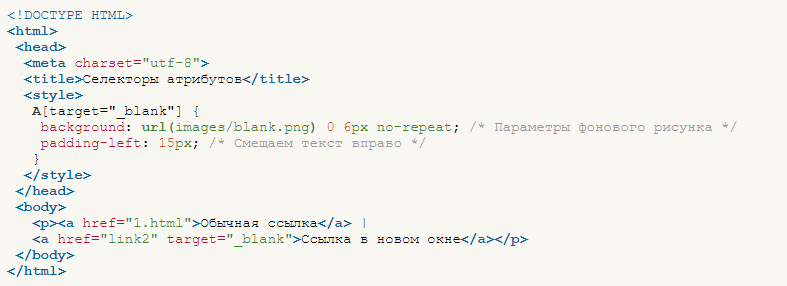 <!DOCTYPE HTML>
<html>
<head>
<meta charset="utf-8">
<title>Селекторы атрибутов</title>
<style>
A[target="_blank"] {
background: url(images/blank.png) 0 6px no-repeat; /* Параметры фонового рисунка */
padding-left: 15px; /* Смещаем текст вправо */
}
</style>
</head>
<body>
<p><a href="1.html">Обычная ссылка</a> |
<a href="link2" target="_blank">Ссылка в новом окне</a></p>
</body>
</html>